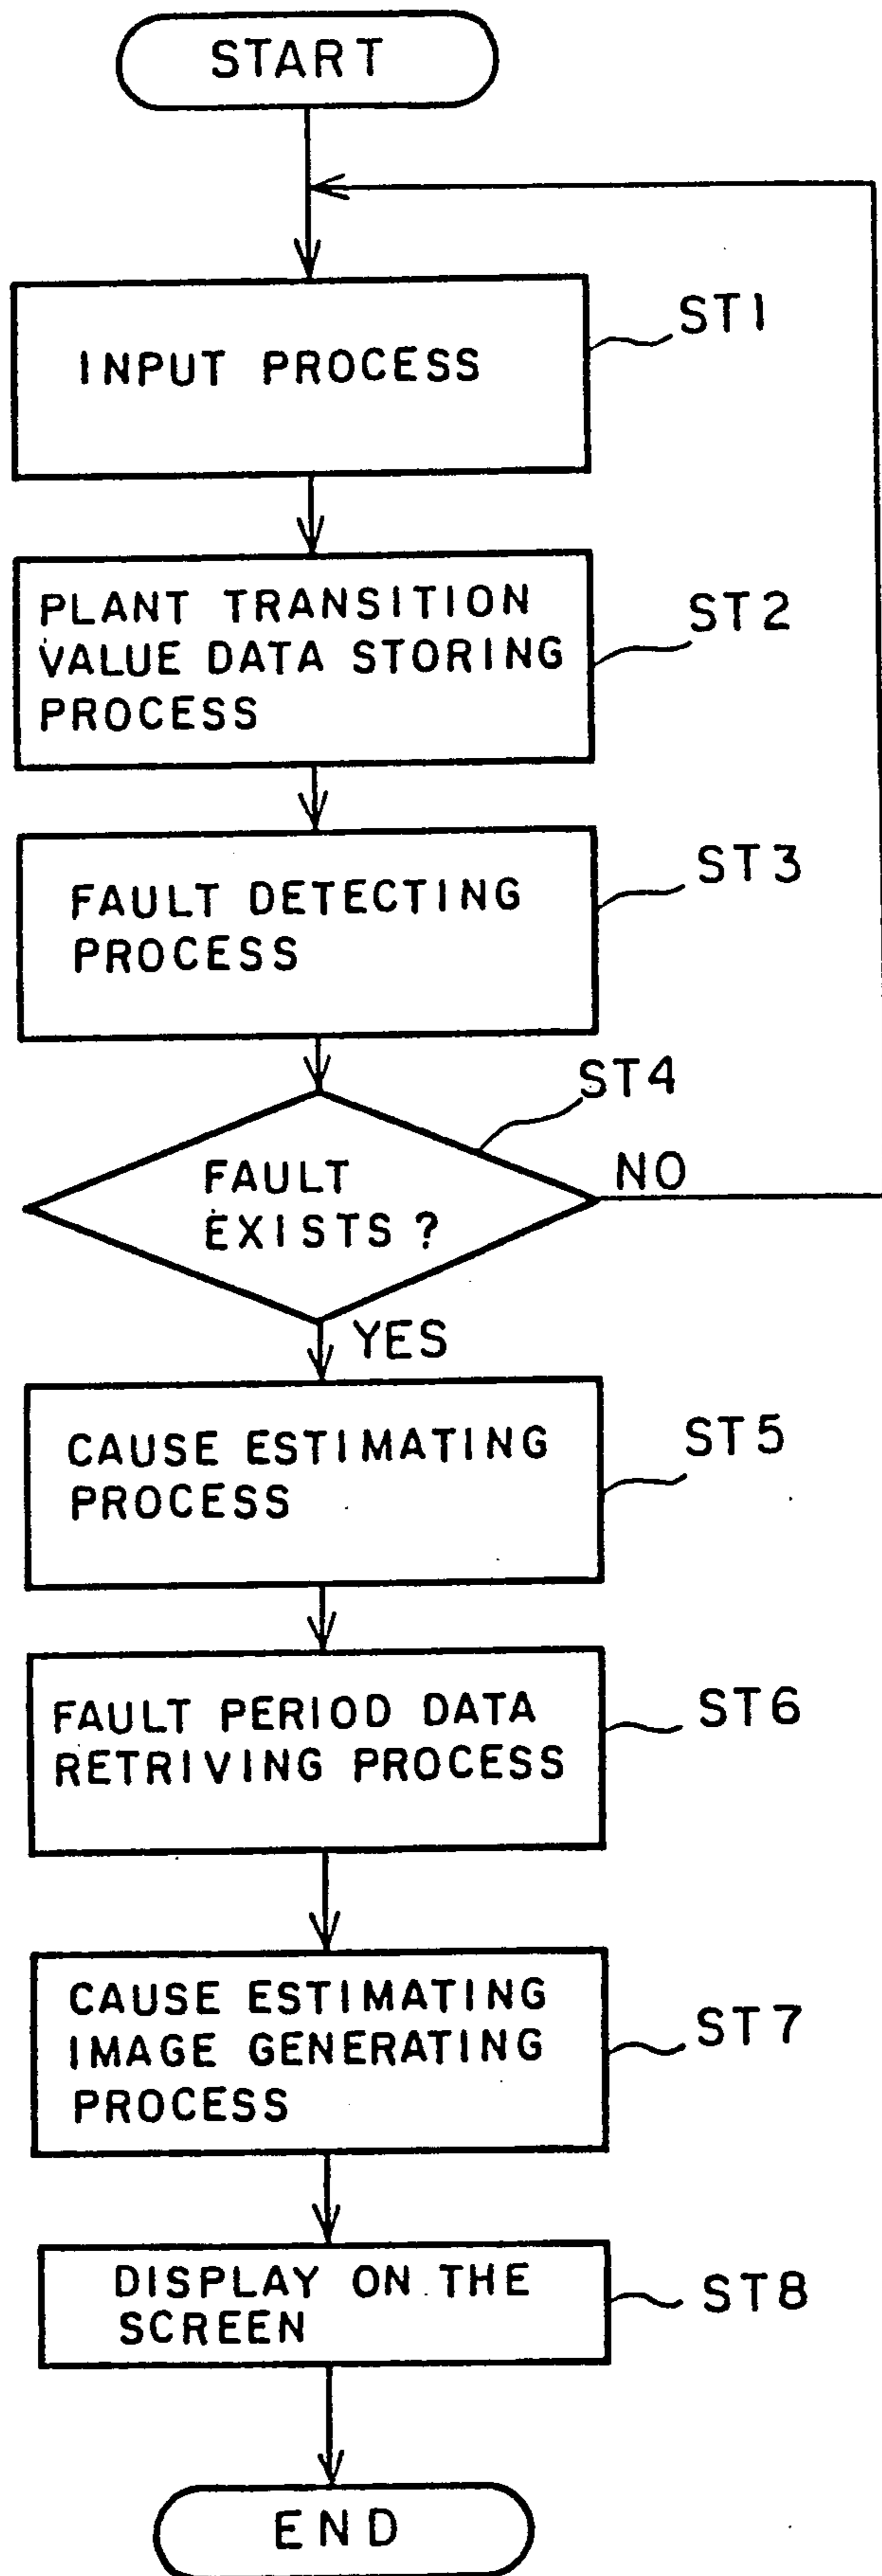 START
INPUT PROCESS
ST1
PLANT TRANSITION
VALUE DATA STORING
PROCESS
ST2
FAULT DETECTING
PROCESS
ST3
FAULT
EXISTS?
ST4
NO
YES
CAUSE ESTIMATING
PROCESS
ST5
FAULT PERIOD DATA
RETRIVING PROCESS
ST6
CAUSE ESTIMATING
IMAGE GENERATING
PROCESS
ST7
DISPLAY ON THE
SCREEN
ST8
END